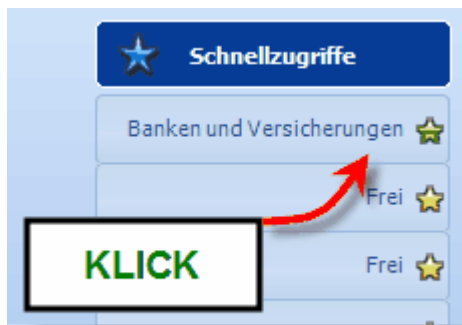 Schnellzugriffe
Banken und Versicherungen
Frei
KLICK
Frei